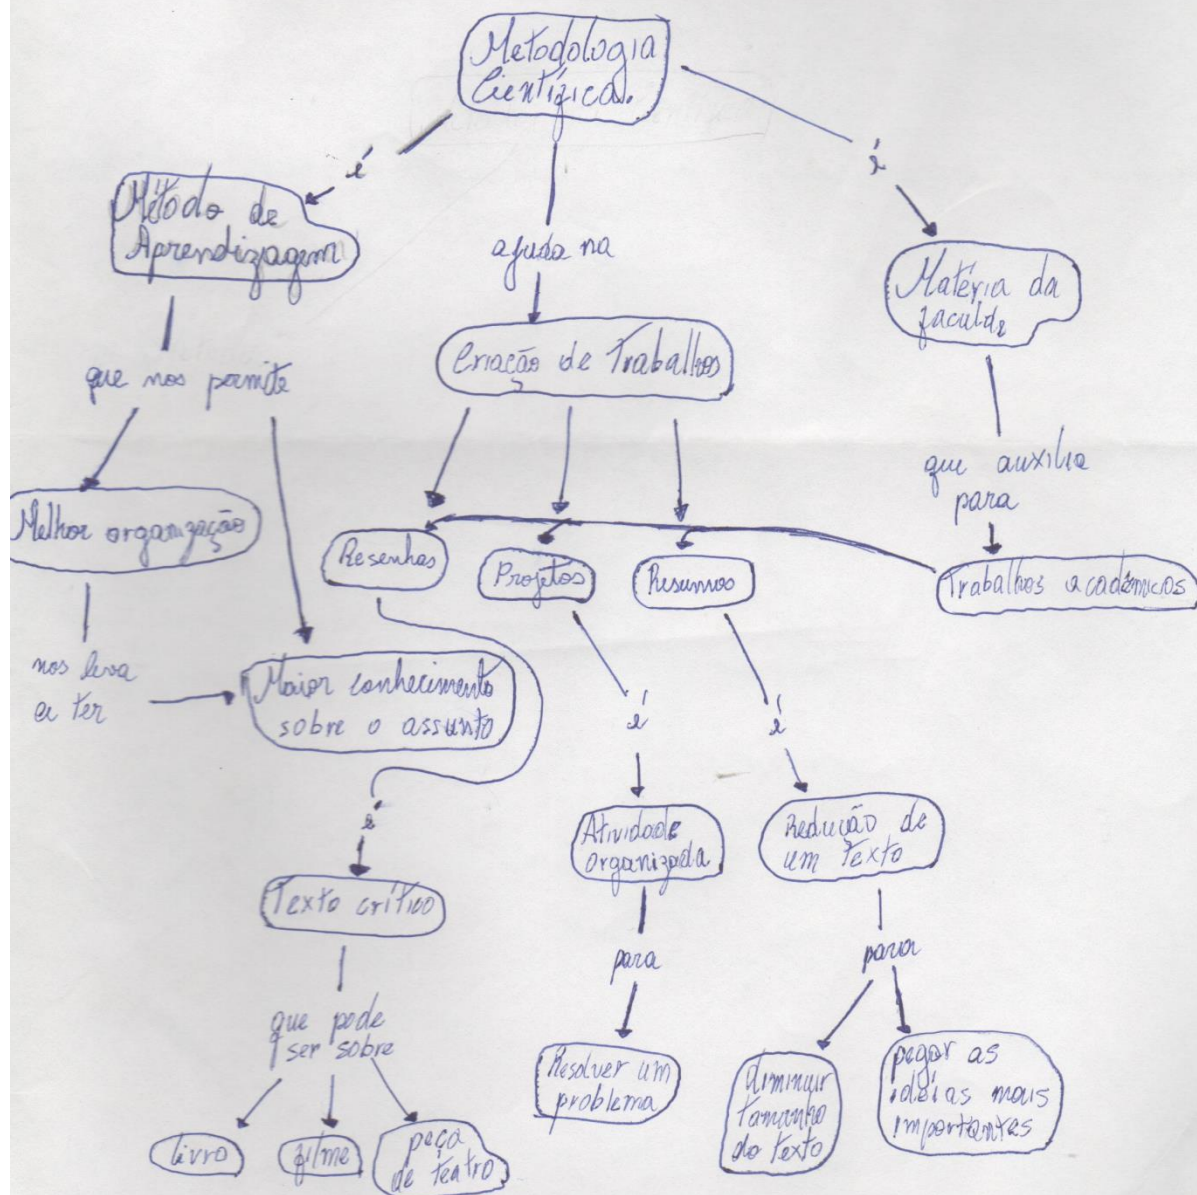 Metodologia
Científica.
é
é
Método de
Aprendizagem
ajuda na
Matéria da
faculde
Criação de Trabalhos
que nos permite
que auxilia
para
Melhor organização
Resenhas
Projetos
Resumos
Trabalhos acadêmicos
nos leva
a ter
Maior conhecimento
sobre o assunto
é
é
é
Atividade
organizada
Redução de
um texto
Texto crítico
para
para
que pode
ser sobre
Resolver um
problema
diminuir
tamanho
do texto
pegar as
idéias mais
importantes
livro
filme
peça
de teatro